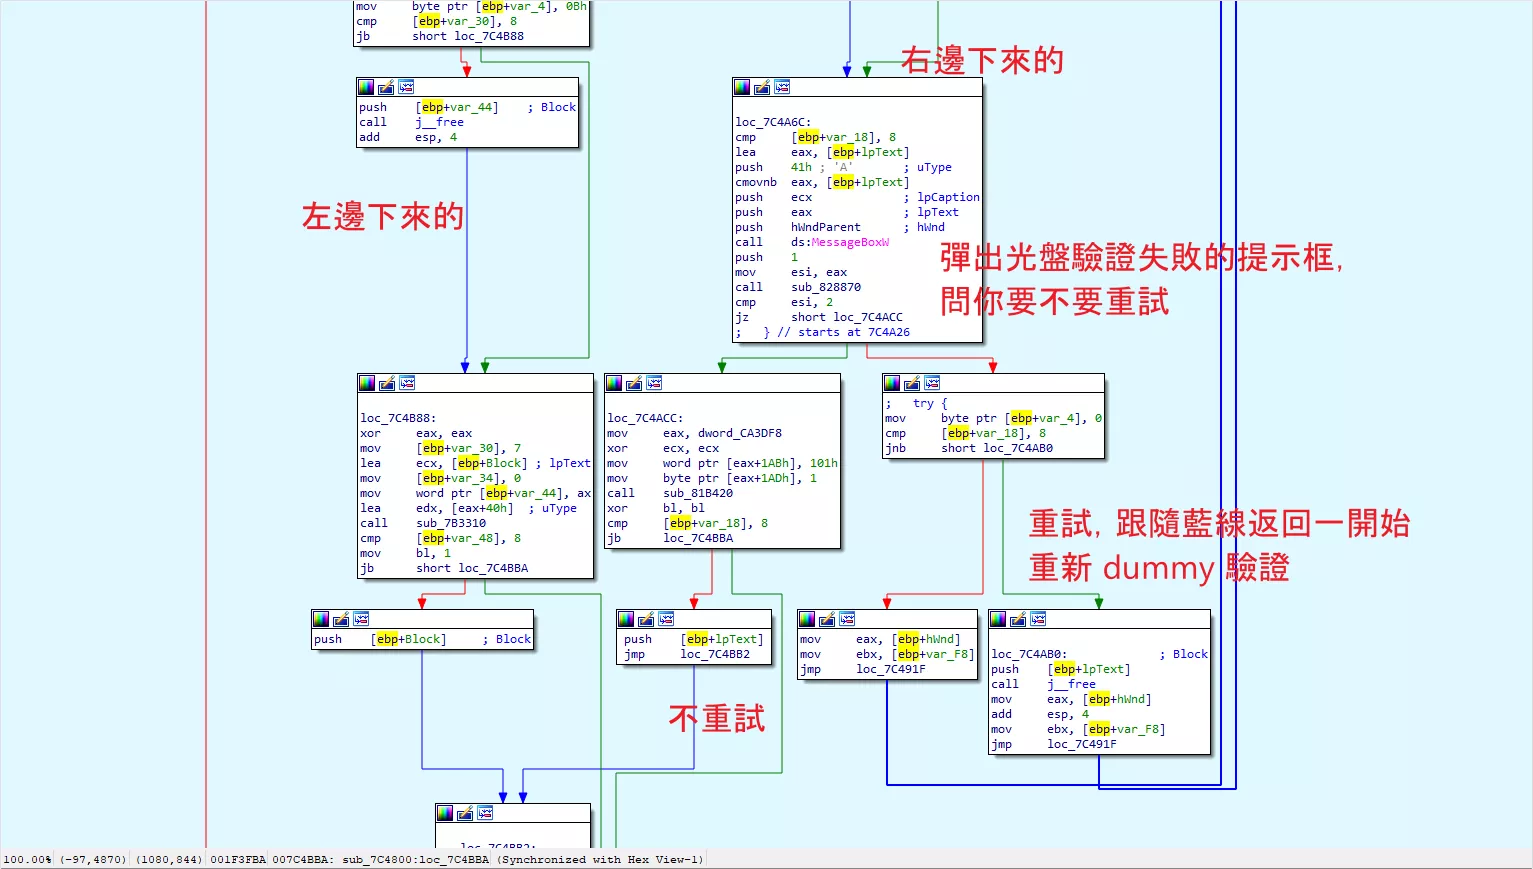 mov     byte ptr [ebp+var_4], 0Bh
cmp     [ebp+var_30], 8
jb      short loc_7C4B88
push    [ebp+var_44]    ; Block
call    j__free
add     esp, 4
左邊下來的
右邊下來的
loc_7C4A6C:
cmp     [ebp+var_18], 8
lea     eax, [ebp+lpText]
push    41h ; 'A'       ; uType
cmovnb  eax, [ebp+lpText]
push    ecx             ; lpCaption
push    eax             ; lpText
push    hWndParent      ; hWnd
call    ds:MessageBoxW
push    1
mov     esi, eax
call    sub_828870
cmp     esi, 2
jz      short loc_7C4ACC
;   } // starts at 7C4A26
彈出光盤驗證失敗的提示框,
問你要不要重試
loc_7C4B88:
xor     eax, eax
mov     [ebp+var_30], 7
lea     ecx, [ebp+Block] ; lpText
mov     [ebp+var_34], 0
mov     word ptr [ebp+var_44], ax
lea     edx, [eax+40h]  ; uType
call    sub_7B3310
cmp     [ebp+var_48], 8
mov     bl, 1
jb      short loc_7C4BBA
loc_7C4ACC:
mov     eax, dword_CA3DF8
xor     ecx, ecx
mov     word ptr [eax+1ABh], 101h
mov     byte ptr [eax+1ADh], 1
call    sub_81B420
xor     bl, bl
cmp     [ebp+var_18], 8
jb      loc_7C4BBA
;   try {
mov     byte ptr [ebp+var_4], 0
cmp     [ebp+var_18], 8
jnb     short loc_7C4AB0
重試, 跟隨藍線返回一開始
重新 dummy 驗證
push    [ebp+Block]     ; Block
push    [ebp+lpText]
jmp     loc_7C4BB2
不重試
mov     eax, [ebp+hWnd]
mov     ebx, [ebp+var_F8]
jmp     loc_7C491F
loc_7C4AB0:             ; Block
push    [ebp+lpText]
call    j__free
mov     eax, [ebp+hWnd]
add     esp, 4
mov     ebx, [ebp+var_F8]
jmp     loc_7C491F
loc_7C4BB2:
100.00% (-97,4870) (1080,844) 001F3FBA 007C4BBA: sub_7C4800:loc_7C4BBA (Synchronized with Hex View-1)